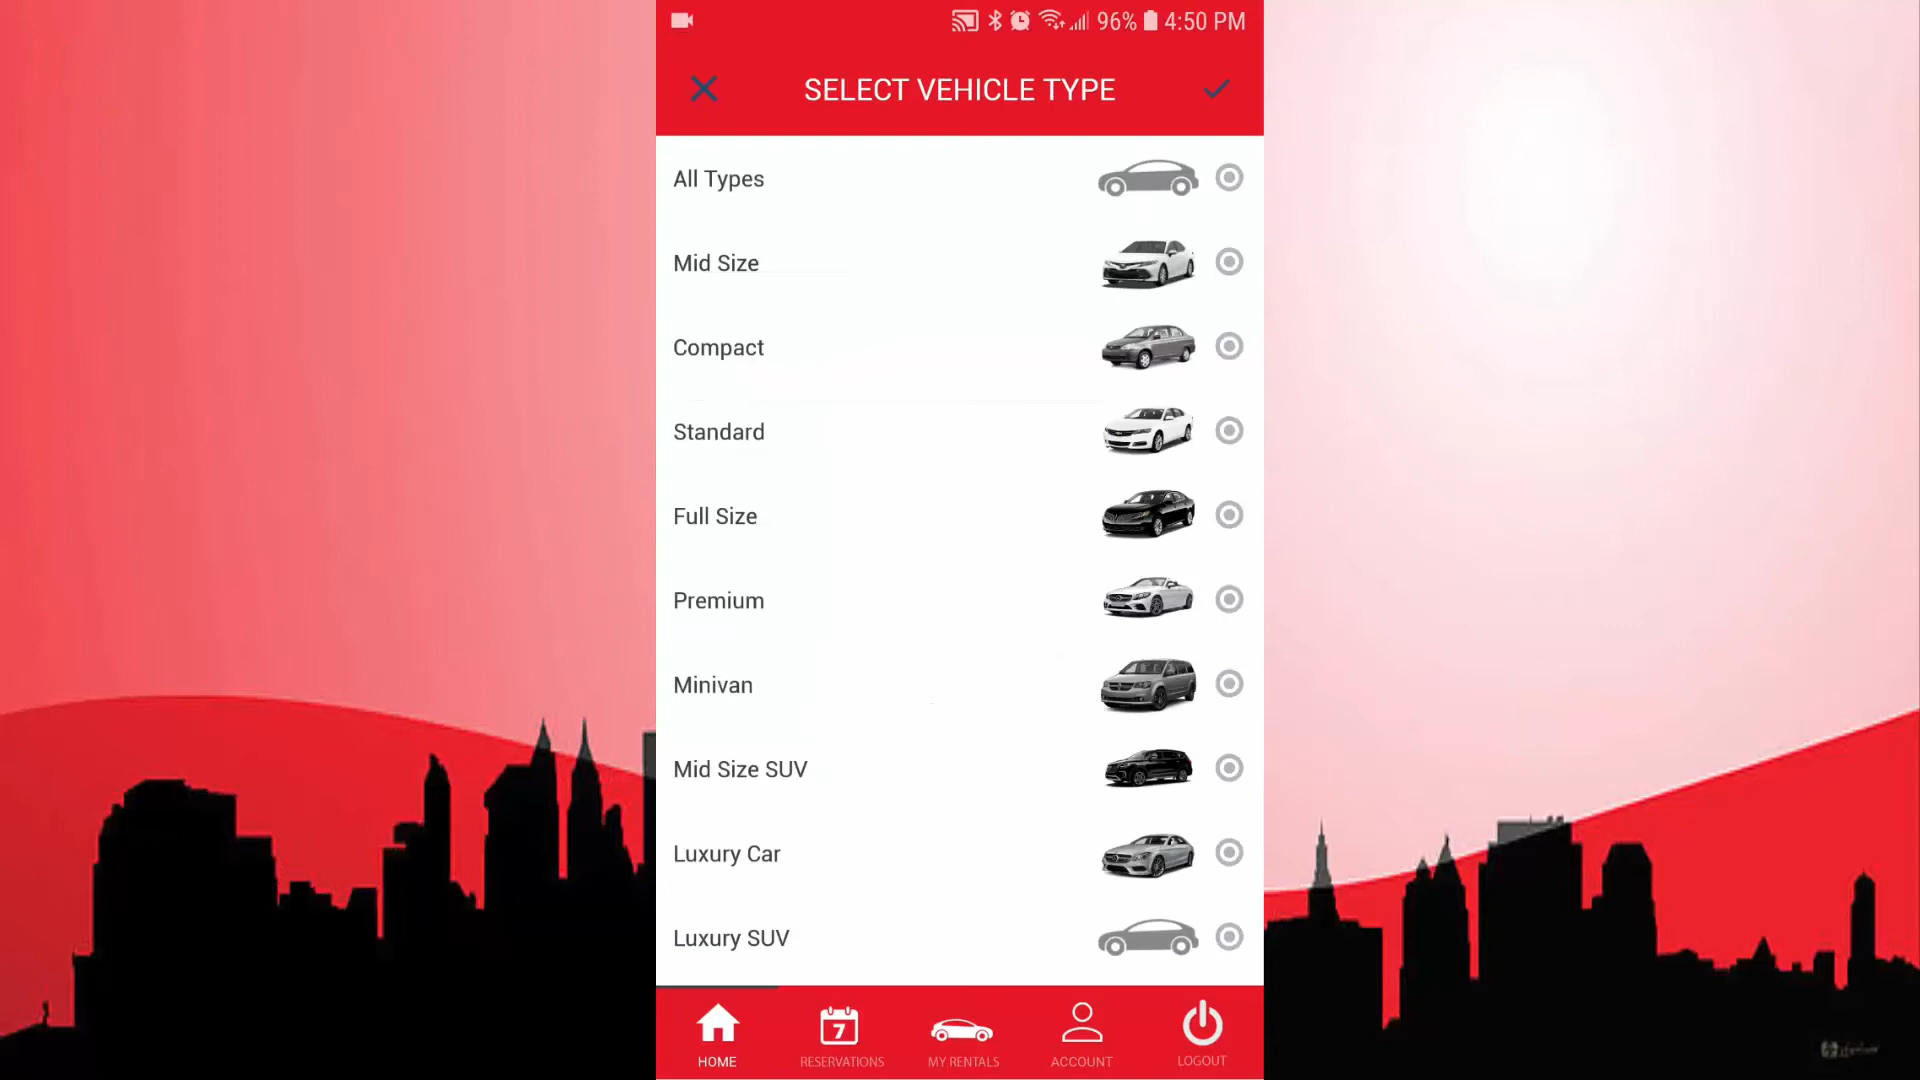 96% 4:50 PM
SELECT VEHICLE TYPE
All Types
Mid Size
Compact
Standard
Full Size
Premium
Minivan
Mid Size SUV
Luxury Car
Luxury SUV
7
HOME RESERVATIONS MY RENTALS ACCOUNT LOGOUT